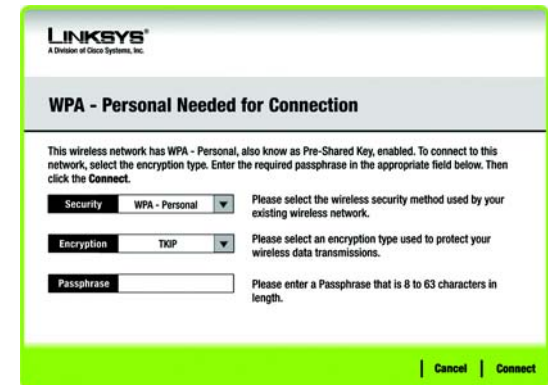 LINKSYS®
A Division of Cisco Systems, Inc.
WPA - Personal Needed for Connection
This wireless network has WPA - Personal, also know as Pre-Shared Key, enabled. To connect to this
network, select the encryption type. Enter the required passphrase in the appropriate field below. Then
click the Connect.
Security WPA - Personal Please select the wireless security method used by your
existing wireless network.
Encryption TKIP Please select an encryption type used to protect your
wireless data transmissions.
Passphrase Please enter a Passphrase that is 8 to 63 characters in
length.
Cancel Connect